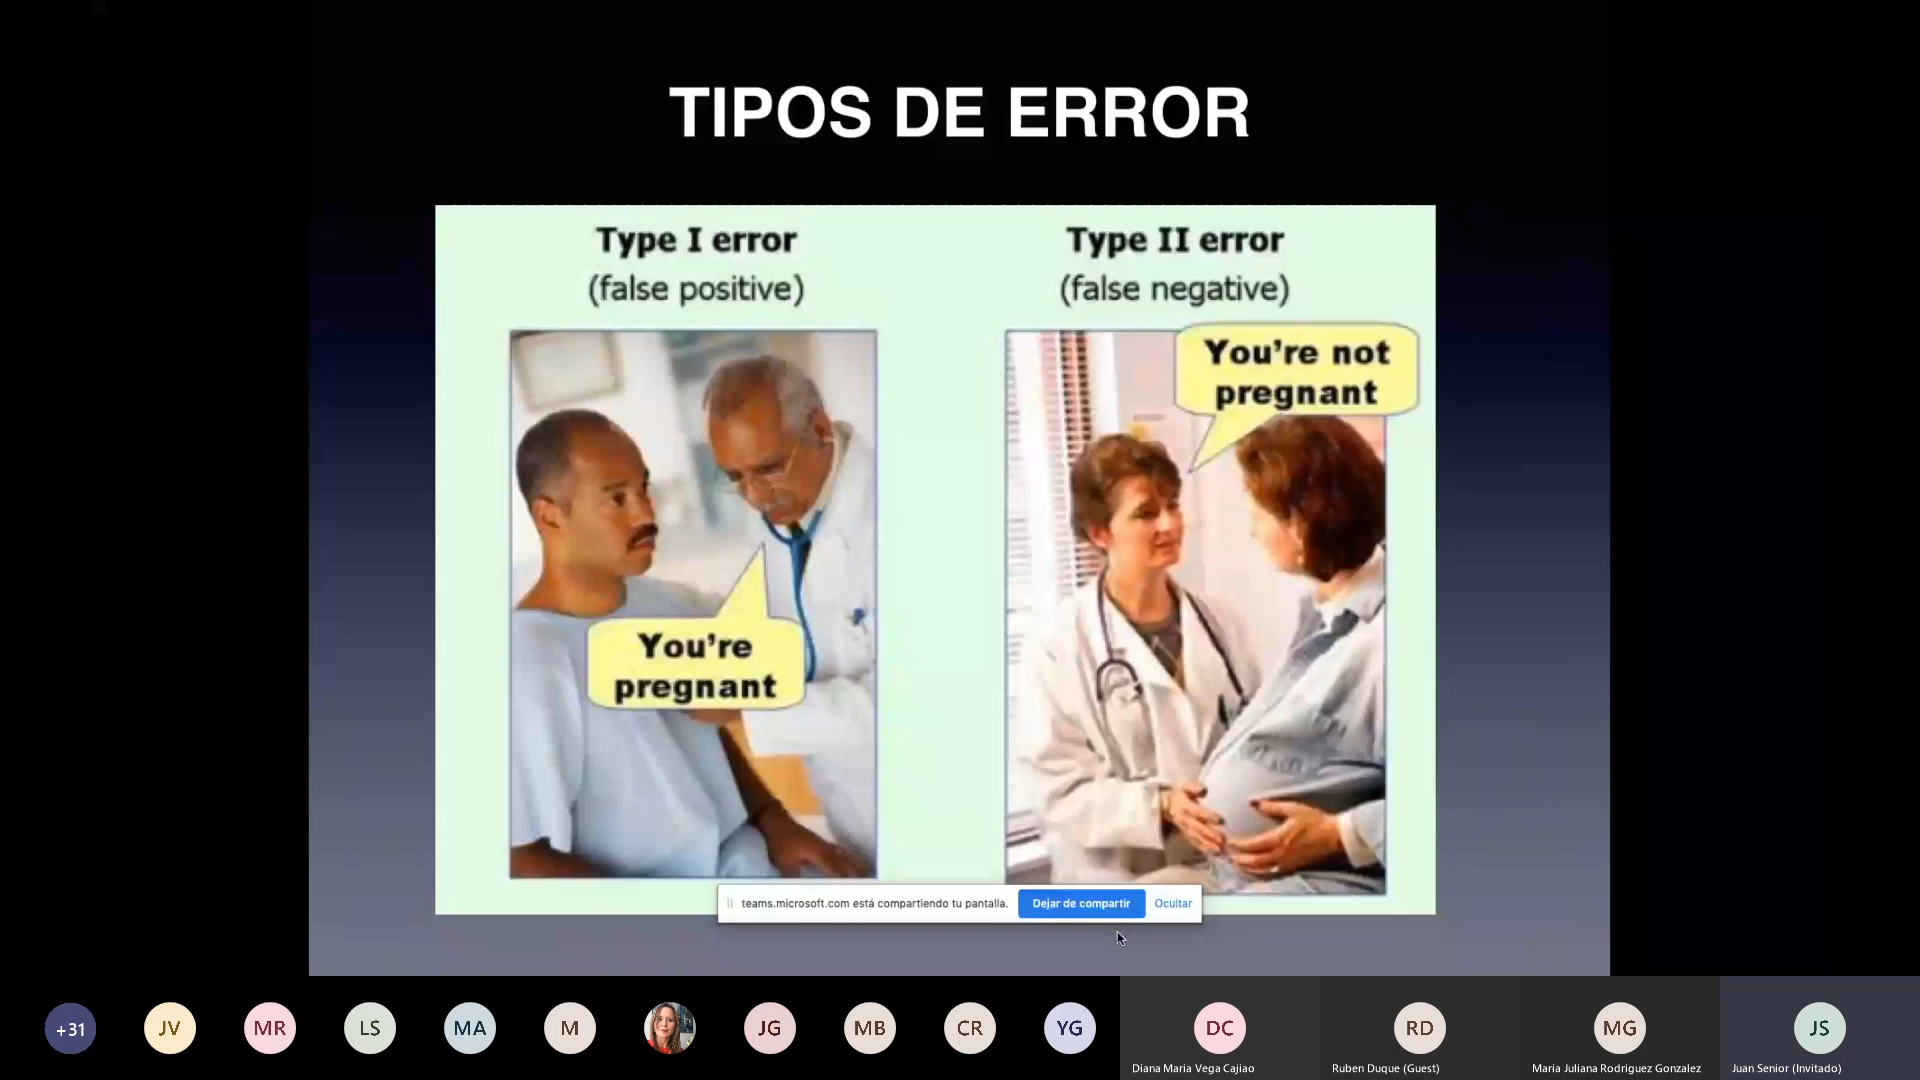 TIPOS DE ERROR
Type I error
(false positive)
Type II error
(false negative)
You're not
pregnant
You're
pregnant
teams.microsoft.com está compartiendo tu pantalla.
Dejar de compartir
Ocultar
+31
JV
MR
LS
MA
M
JG
MB
CR
YG
DC
RD
MG
JS
Diana Maria Vega Cajiao
Ruben Duque (Guest)
Maria Juliana Rodriguez Gonzalez
Juan Senior (Invitado)